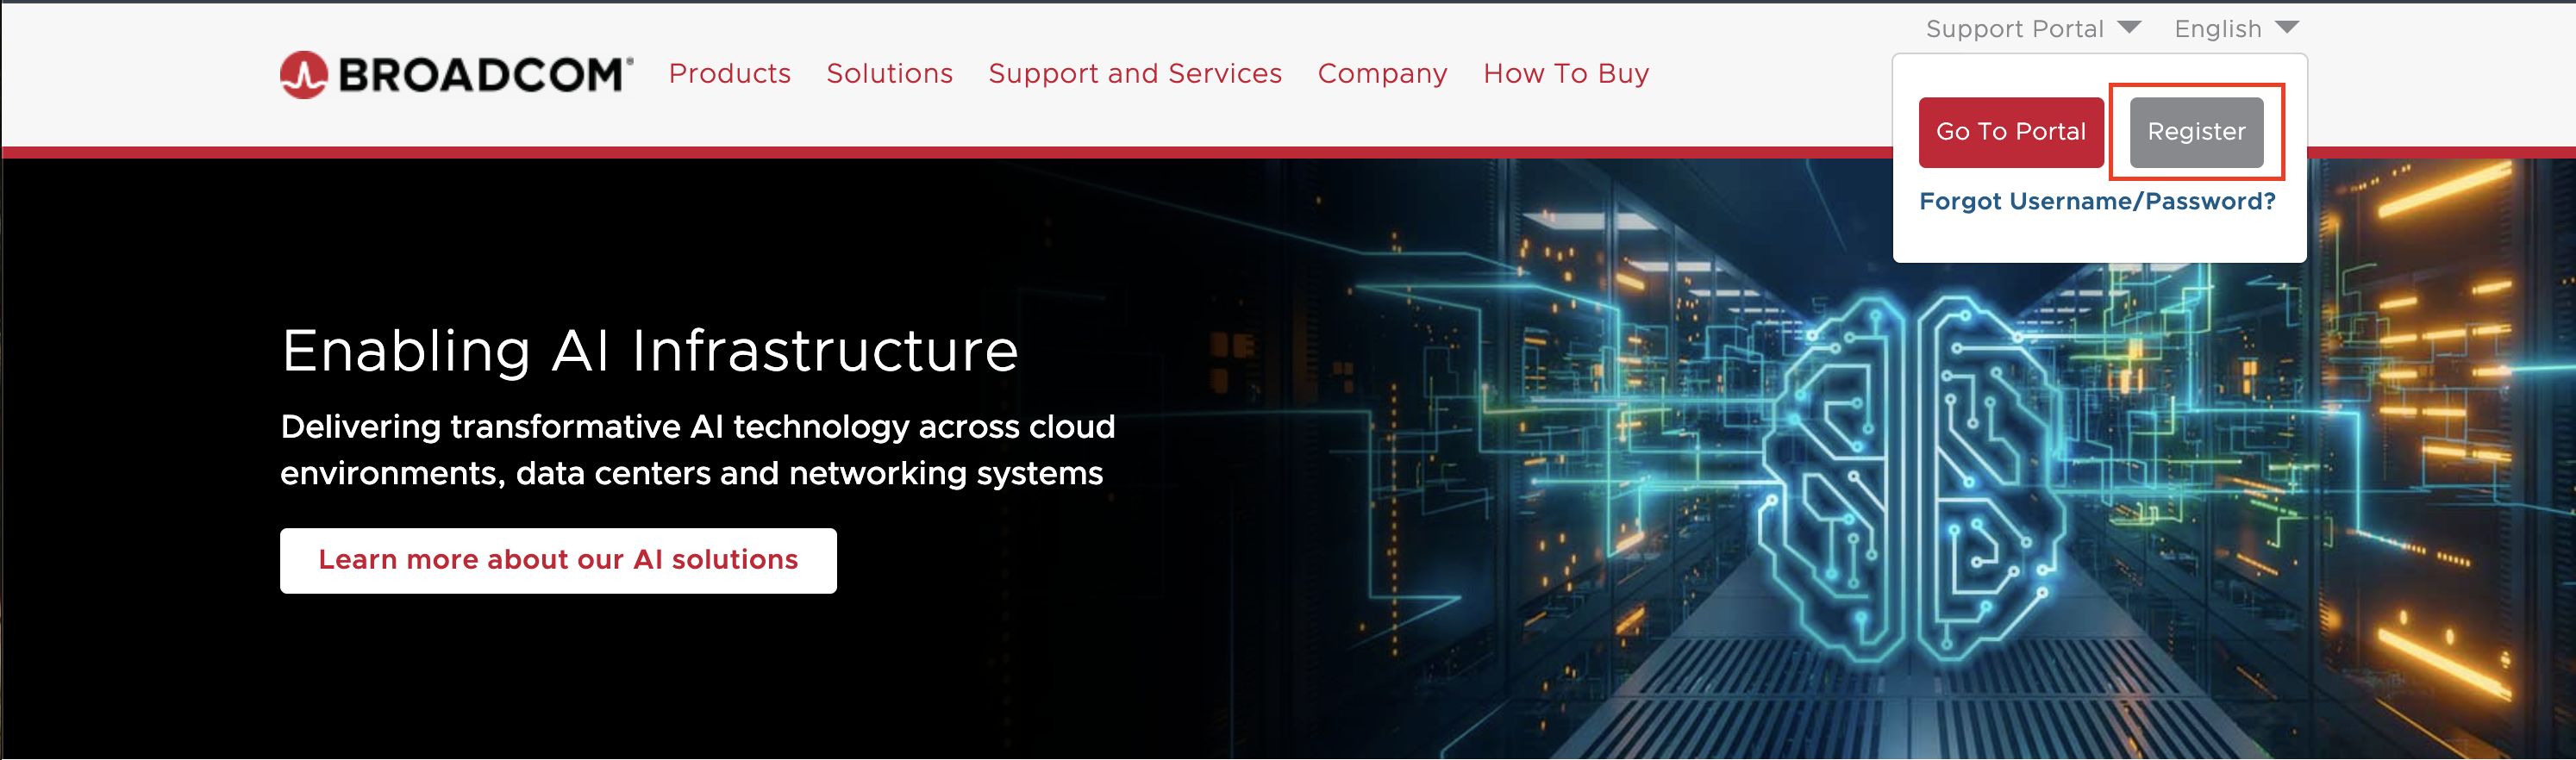 Support Portal English
BROADCOM®
Products Solutions Support and Services Company How To Buy
Go To Portal Register
Forgot Username/Password?
Enabling AI Infrastructure
Delivering transformative AI technology across cloud
environments, data centers and networking systems
Learn more about our AI solutions